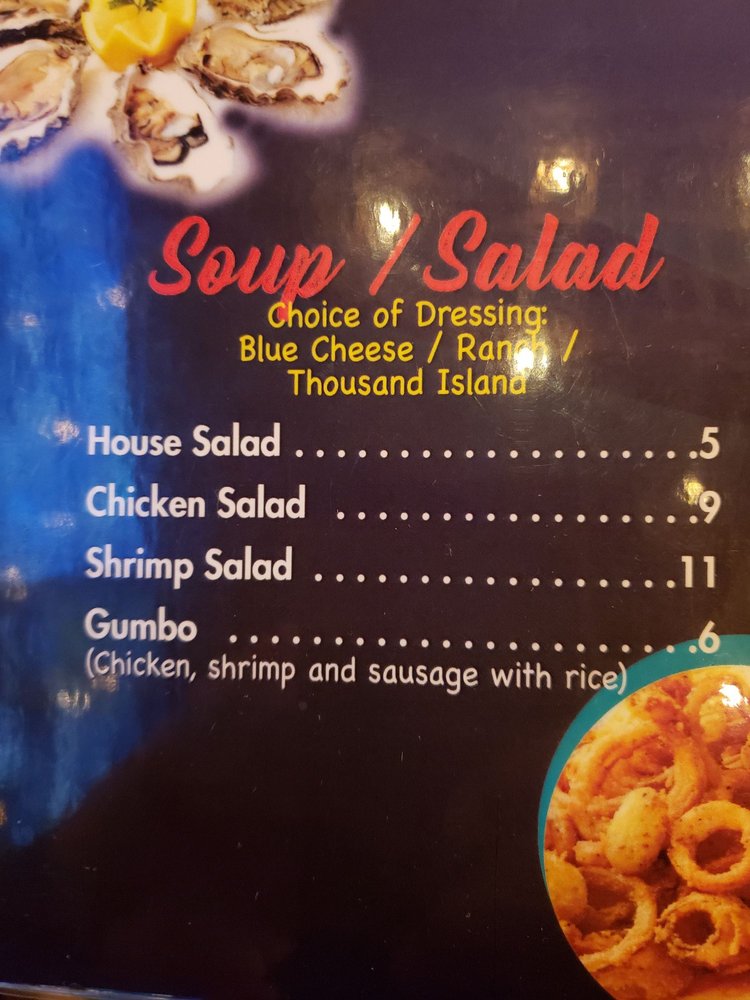 Soup / Salad
Choice of Dressing:
Blue Cheese / Ranch /
Thousand Island
House Salad . . . . . . . . . . . . . . . . . . . .5
Chicken Salad . . . . . . . . . . . . . . . . . .9
Shrimp Salad . . . . . . . . . . . . . . . . . .11
Gumbo . . . . . . . . . . . . . . . . . . . . . . .6
(Chicken, shrimp and sausage with rice)